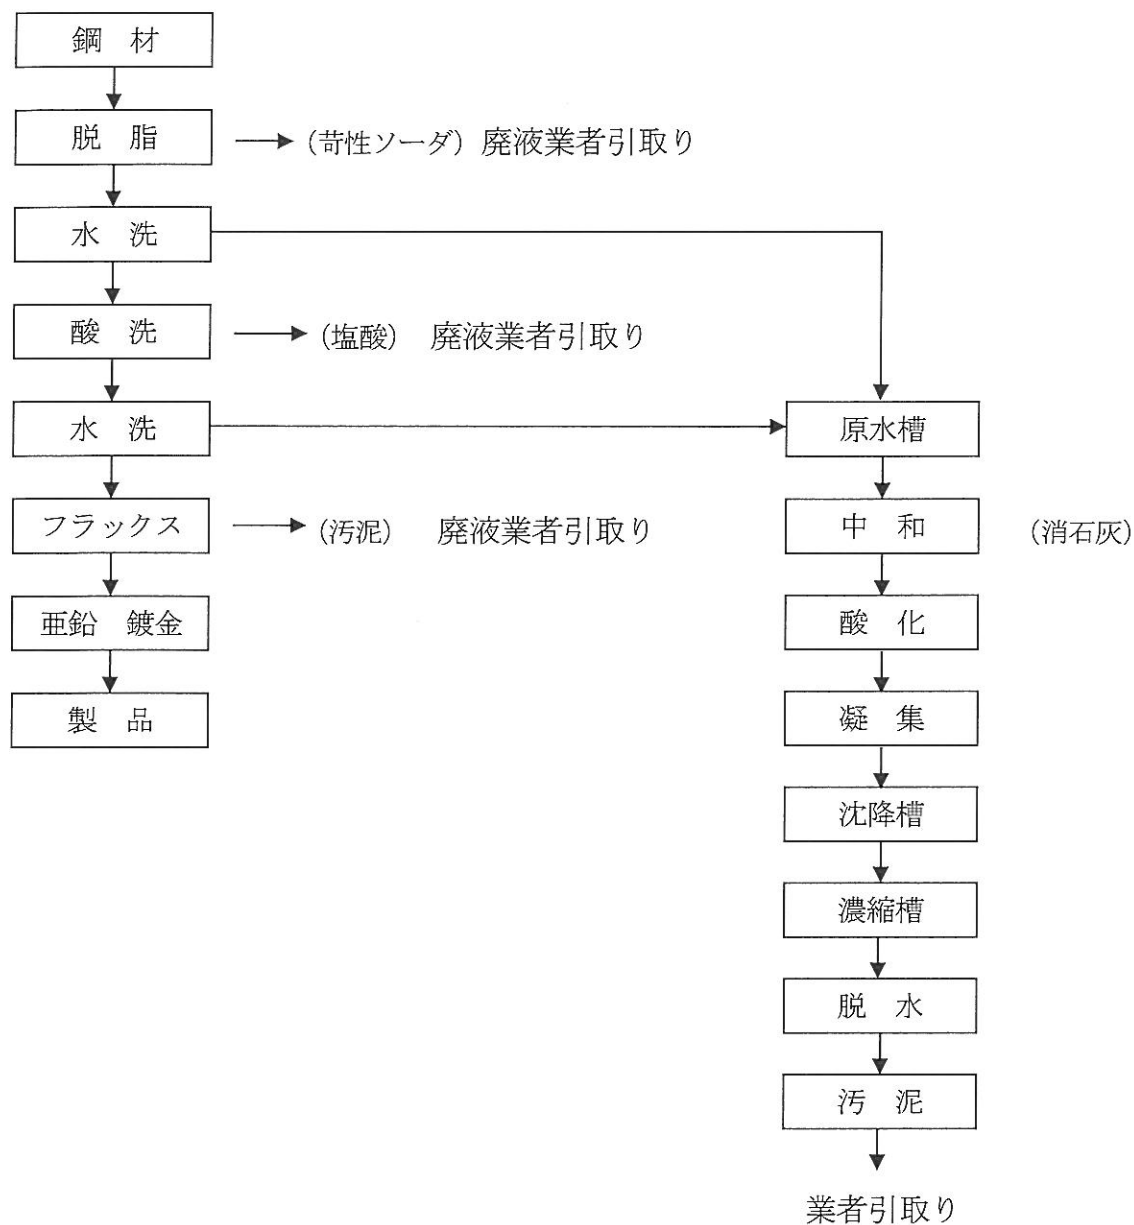 鋼 材
脱 脂
(苛性ソーダ) 廃液業者引取り
水 洗
酸 洗
(塩酸) 廃液業者引取り
水 洗
フラックス
(汚泥) 廃液業者引取り
亜鉛 鍍金
製 品
原水槽
中 和
(消石灰)
酸 化
凝 集
沈降槽
濃縮槽
脱 水
汚 泥
業者引取り